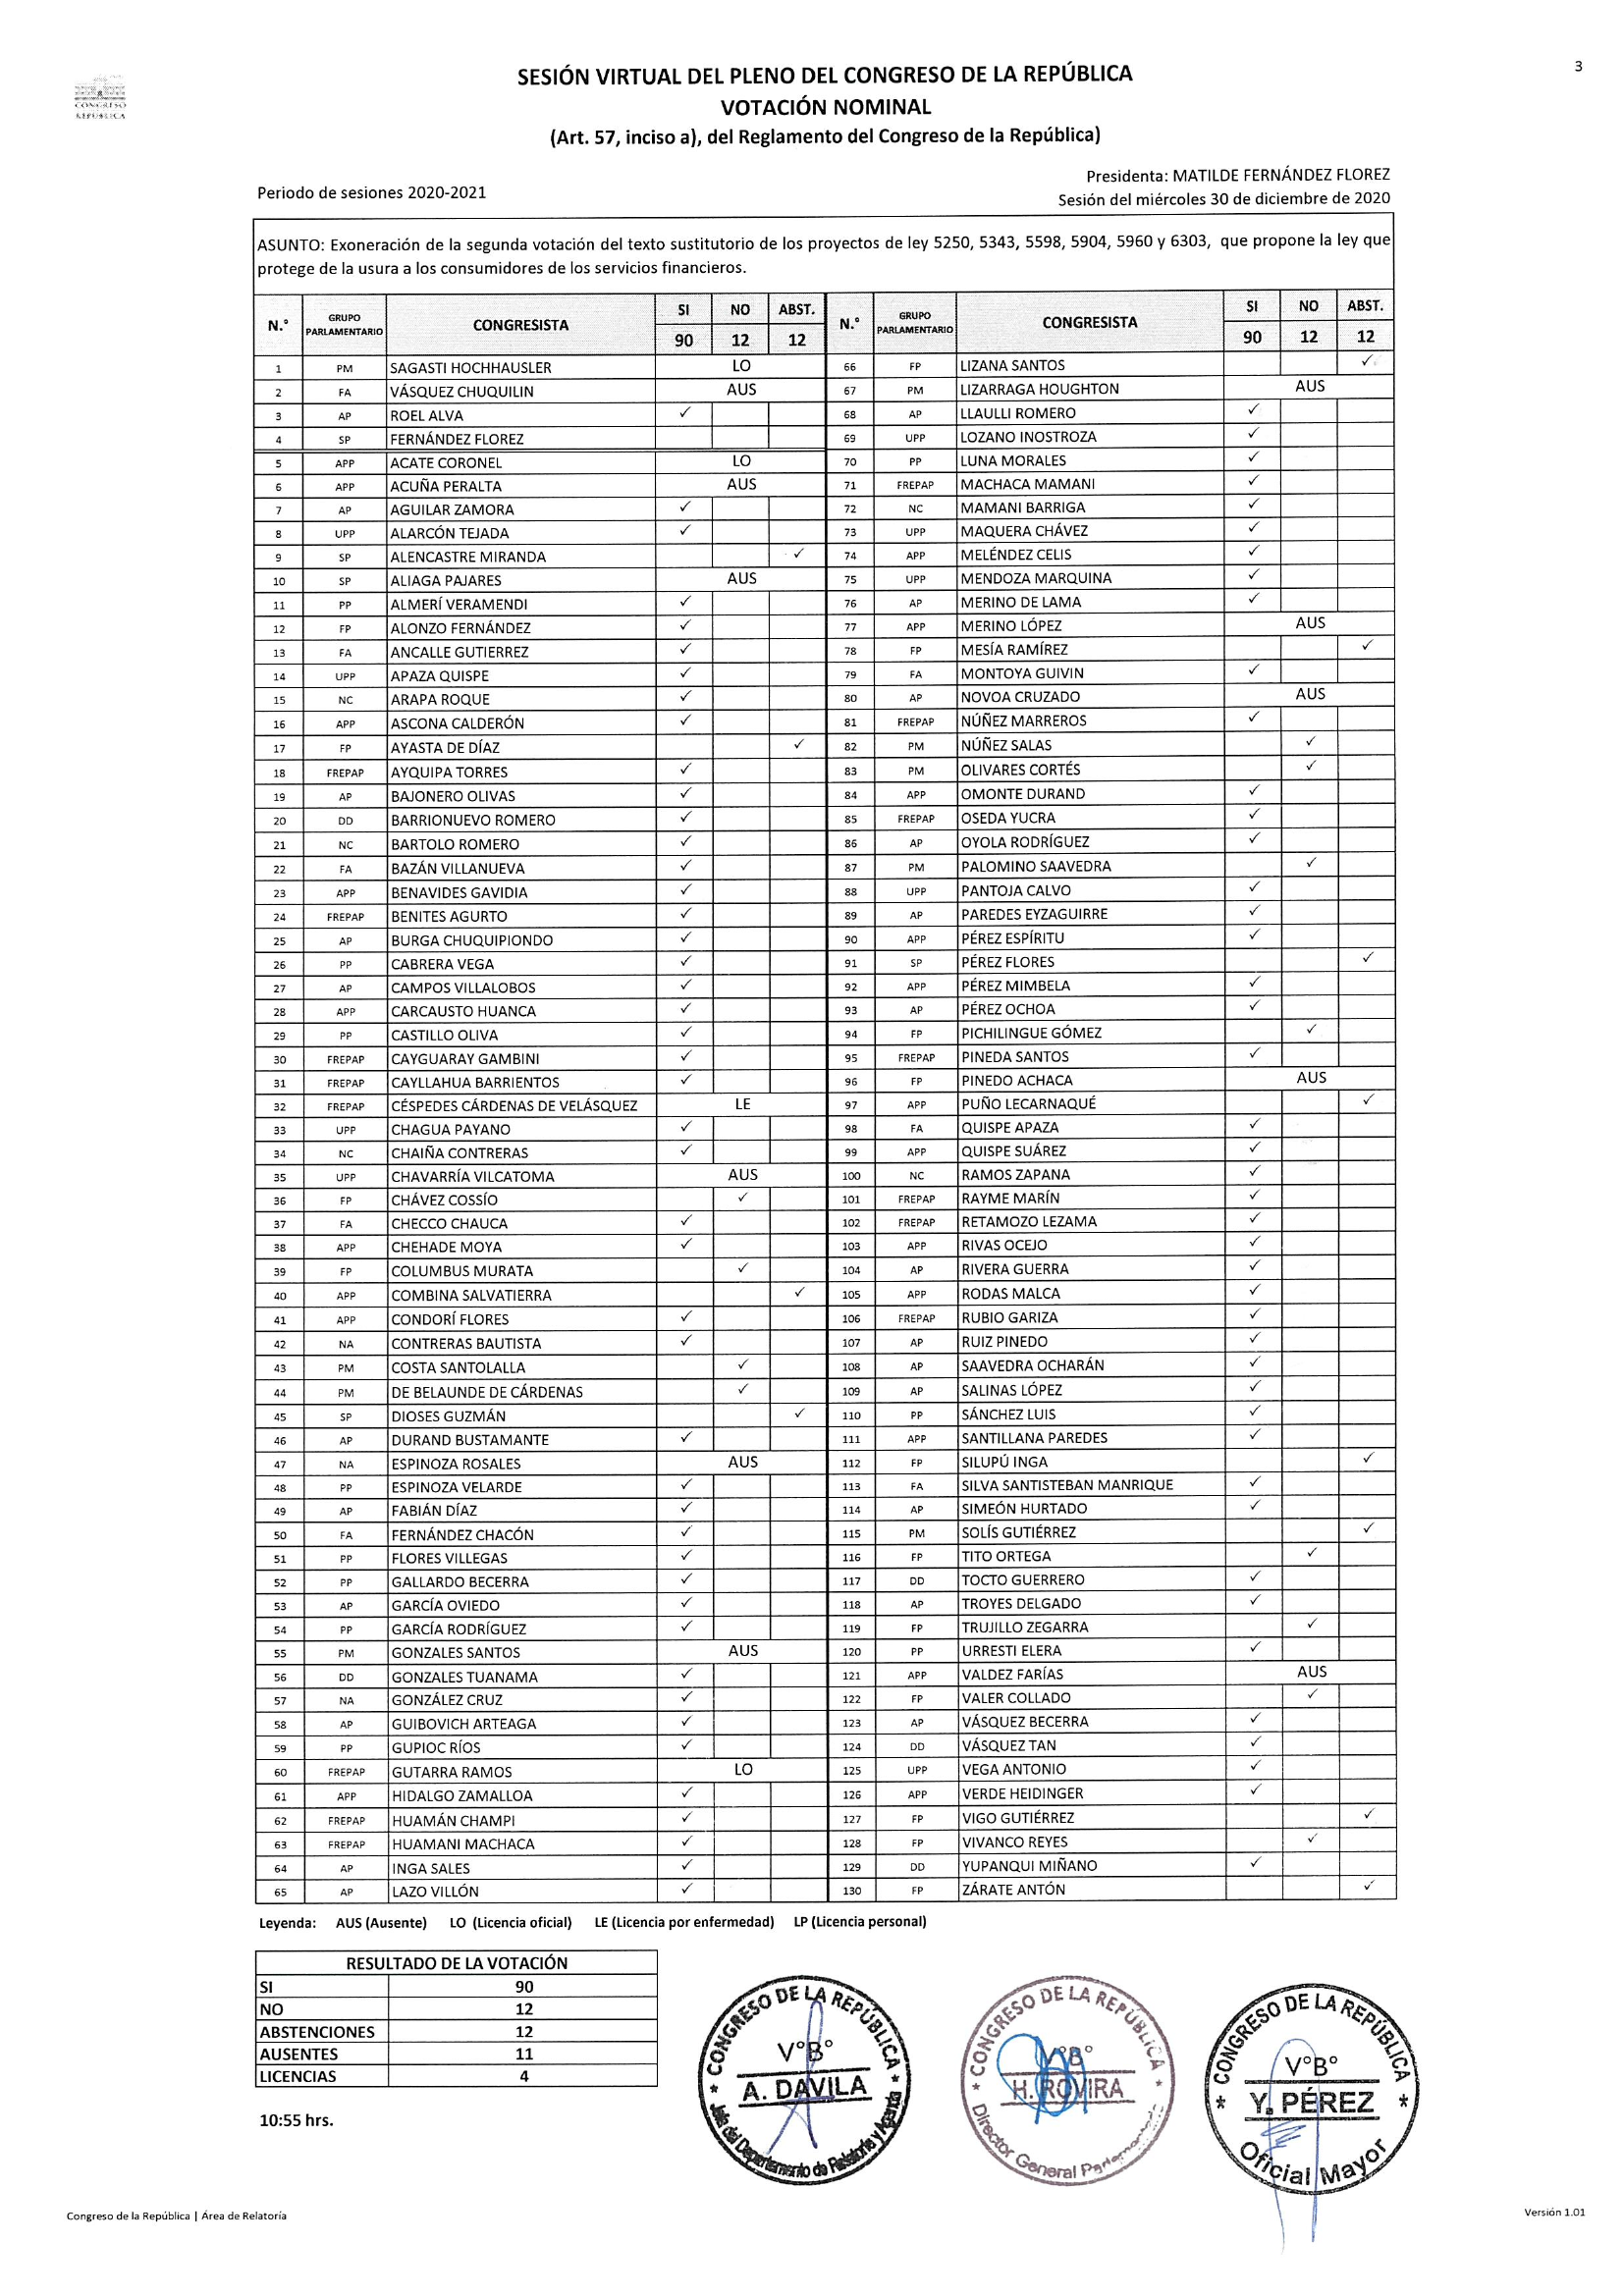 3
CONGRESO
REPÚBLICA
SESIÓN VIRTUAL DEL PLENO DEL CONGRESO DE LA REPÚBLICA
VOTACIÓN NOMINAL
(Art. 57, inciso a), del Reglamento del Congreso de la República)
Presidenta: MATILDE FERNÁNDEZ FLOREZ
Periodo de sesiones 2020-2021
Sesión del miércoles 30 de diciembre de 2020
ASUNTO: Exoneración de la segunda votación del texto sustitutorio de los proyectos de ley 5250, 5343, 5598, 5904, 5960 y 6303, que propone la ley que
protege de la usura a los consumidores de los servicios financieros.
N.° GRUPO PARLAMENTARIO CONGRESISTA SI NO ABST. N.° GRUPO PARLAMENTARIO CONGRESISTA SI NO ABST.
90 12 12 90 12 12
1 PM SAGASTI HOCHHAUSLER LO 66 FP LIZANA SANTOS ✓
2 FA VÁSQUEZ CHUQUILIN AUS 67 PM LIZARRAGA HOUGHTON AUS
3 AP ROEL ALVA ✓ 68 AP LLAULLI ROMERO ✓
4 SP FERNÁNDEZ FLOREZ 69 UPP LOZANO INOSTROZA ✓
5 APP ACATE CORONEL LO 70 PP LUNA MORALES ✓
6 APP ACUÑA PERALTA AUS 71 FREPAP MACHACA MAMANI ✓
7 AP AGUILAR ZAMORA ✓ 72 NC MAMANI BARRIGA ✓
8 UPP ALARCÓN TEJADA ✓ 73 UPP MAQUERA CHÁVEZ ✓
9 SP ALENCASTRE MIRANDA ✓ 74 APP MELÉNDEZ CELIS ✓
10 SP ALIAGA PAJARES AUS 75 UPP MENDOZA MARQUINA ✓
11 PP ALMERÍ VERAMENDI ✓ 76 AP MERINO DE LAMA ✓
12 FP ALONZO FERNÁNDEZ ✓ 77 APP MERINO LÓPEZ AUS
13 FA ANCALLE GUTIERREZ ✓ 78 FP MESÍA RAMÍREZ ✓
14 UPP APAZA QUISPE ✓ 79 FA MONTOYA GUIVIN ✓
15 NC ARAPA ROQUE ✓ 80 AP NOVOA CRUZADO AUS
16 APP ASCONA CALDERÓN ✓ 81 FREPAP NÚÑEZ MARREROS ✓
17 FP AYASTA DE DÍAZ ✓ 82 PM NÚÑEZ SALAS ✓
18 FREPAP AYQUIPA TORRES ✓ 83 PM OLIVARES CORTÉS ✓
19 AP BAJONERO OLIVAS ✓ 84 APP OMONTE DURAND ✓
20 DD BARRIONUEVO ROMERO ✓ 85 FREPAP OSEDA YUCRA ✓
21 NC BARTOLO ROMERO ✓ 86 AP OYOLA RODRÍGUEZ ✓
22 FA BAZÁN VILLANUEVA ✓ 87 PM PALOMINO SAAVEDRA ✓
23 APP BENAVIDES GAVIDIA ✓ 88 UPP PANTOJA CALVO ✓
24 FREPAP BENITES AGURTO ✓ 89 AP PAREDES EYZAGUIRRE ✓
25 AP BURGA CHUQUIPIONDO ✓ 90 APP PÉREZ ESPÍRITU ✓
26 PP CABRERA VEGA ✓ 91 SP PÉREZ FLORES ✓
27 AP CAMPOS VILLALOBOS ✓ 92 APP PÉREZ MIMBELA ✓
28 APP CARCAUSTO HUANCA ✓ 93 AP PÉREZ OCHOA ✓
29 PP CASTILLO OLIVA ✓ 94 FP PICHILINGUE GÓMEZ ✓
30 FREPAP CAYGUARAY GAMBINI ✓ 95 FREPAP PINEDA SANTOS ✓
31 FREPAP CAYLLAHUA BARRIENTOS ✓ 96 FP PINEDO ACHACA AUS
32 FREPAP CÉSPEDES CÁRDENAS DE VELÁSQUEZ LE 97 APP PUÑO LECARNAQUÉ ✓
33 UPP CHAGUA PAYANO ✓ 98 FA QUISPE APAZA ✓
34 NC CHAIÑA CONTRERAS ✓ 99 APP QUISPE SUÁREZ ✓
35 UPP CHAVARRÍA VILCATOMA AUS 100 NC RAMOS ZAPANA ✓
36 FP CHÁVEZ COSSÍO ✓ 101 FREPAP RAYME MARÍN ✓
37 FA CHECCO CHAUCA ✓ 102 FREPAP RETAMOZO LEZAMA ✓
38 APP CHEHADE MOYA ✓ 103 APP RIVAS OCEJO ✓
39 FP COLUMBUS MURATA ✓ 104 AP RIVERA GUERRA ✓
40 APP COMBINA SALVATIERRA ✓ 105 APP RODAS MALCA ✓
41 APP CONDORÍ FLORES ✓ 106 FREPAP RUBIO GARIZA ✓
42 NA CONTRERAS BAUTISTA ✓ 107 AP RUIZ PINEDO ✓
43 PM COSTA SANTOLALLA ✓ 108 AP SAAVEDRA OCHARÁN ✓
44 PM DE BELAUNDE DE CÁRDENAS ✓ 109 AP SALINAS LÓPEZ ✓
45 SP DIOSES GUZMÁN ✓ 110 PP SÁNCHEZ LUIS ✓
46 AP DURAND BUSTAMANTE ✓ 111 APP SANTILLANA PAREDES ✓
47 NA ESPINOZA ROSALES AUS 112 FP SILUPÚ INGA ✓
48 PP ESPINOZA VELARDE ✓ 113 FA SILVA SANTISTEBAN MANRIQUE ✓
49 AP FABIÁN DÍAZ ✓ 114 AP SIMEÓN HURTADO ✓
50 FA FERNÁNDEZ CHACÓN ✓ 115 PM SOLÍS GUTIÉRREZ ✓
51 PP FLORES VILLEGAS ✓ 116 FP TITO ORTEGA ✓
52 PP GALLARDO BECERRA ✓ 117 DD TOCTO GUERRERO ✓
53 AP GARCÍA OVIEDO ✓ 118 AP TROYES DELGADO ✓
54 PP GARCÍA RODRÍGUEZ ✓ 119 FP TRUJILLO ZEGARRA ✓
55 PM GONZALES SANTOS AUS 120 PP URRESTI ELERA ✓
56 DD GONZALES TUANAMA ✓ 121 APP VALDEZ FARÍAS AUS
57 NA GONZÁLEZ CRUZ ✓ 122 FP VALER COLLADO ✓
58 AP GUIBOVICH ARTEAGA ✓ 123 AP VÁSQUEZ BECERRA ✓
59 PP GUPIOC RÍOS ✓ 124 DD VÁSQUEZ TAN ✓
60 FREPAP GUTARRA RAMOS LO 125 UPP VEGA ANTONIO ✓
61 APP HIDALGO ZAMALLOA ✓ 126 APP VERDE HEIDINGER ✓
62 FREPAP HUAMÁN CHAMPI ✓ 127 FP VIGO GUTIÉRREZ ✓
63 FREPAP HUAMANI MACHACA ✓ 128 FP VIVANCO REYES ✓
64 AP INGA SALES ✓ 129 DD YUPANQUI MIÑANO ✓
65 AP LAZO VILLÓN ✓ 130 FP ZÁRATE ANTÓN ✓
Leyenda: AUS (Ausente) LO (Licencia oficial) LE (Licencia por enfermedad) LP (Licencia personal)
RESULTADO DE LA VOTACIÓN
SI 90
NO 12
ABSTENCIONES 12
AUSENTES 11
LICENCIAS 4
10:55 hrs.
* CONGRESO DE LA REPÚBLICA *
V°B°
A. DAVILA
Jefa del Departamento de Relatoría y Agenda
* CONGRESO DE LA REPÚBLICA *
V°B°
H. ROVIRA
Director General Parlamentario
* CONGRESO DE LA REPÚBLICA *
V°B°
Y. PÉREZ
Oficial Mayor
Congreso de la República | Área de Relatoría
Versión 1.01